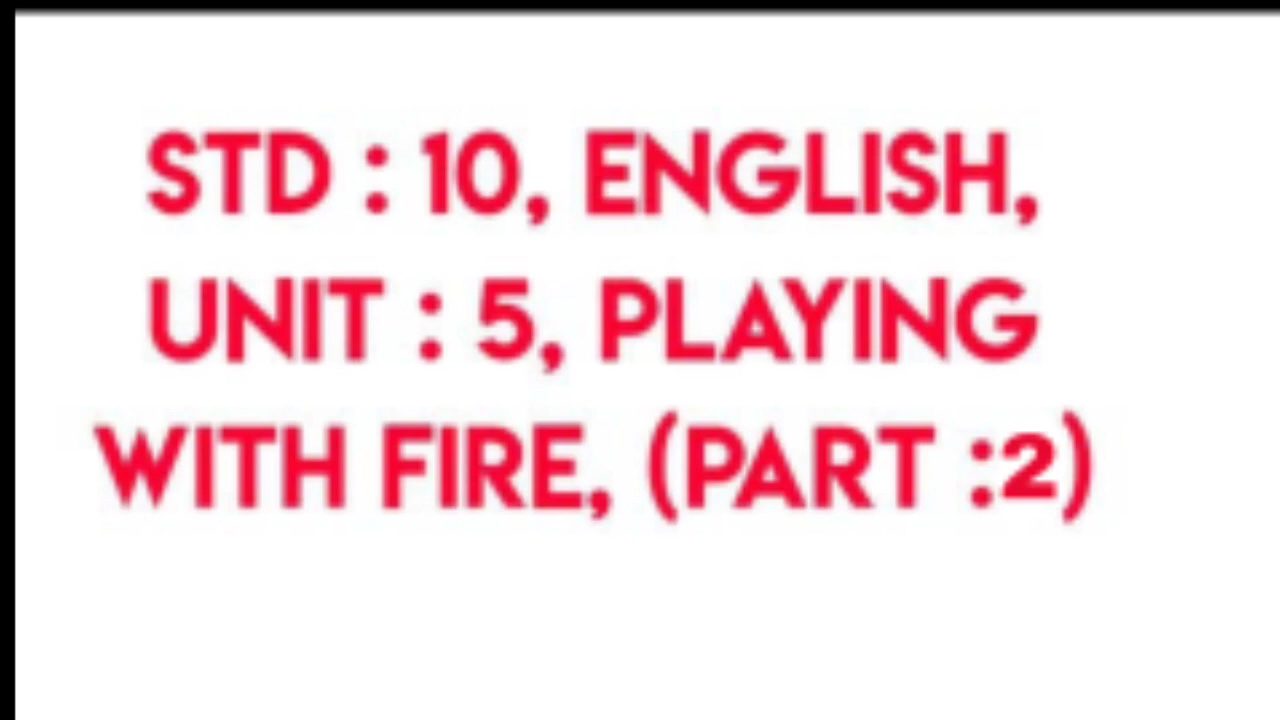 STD : 10, ENGLISH,
UNIT : 5, PLAYING
WITH FIRE, (PART :2)